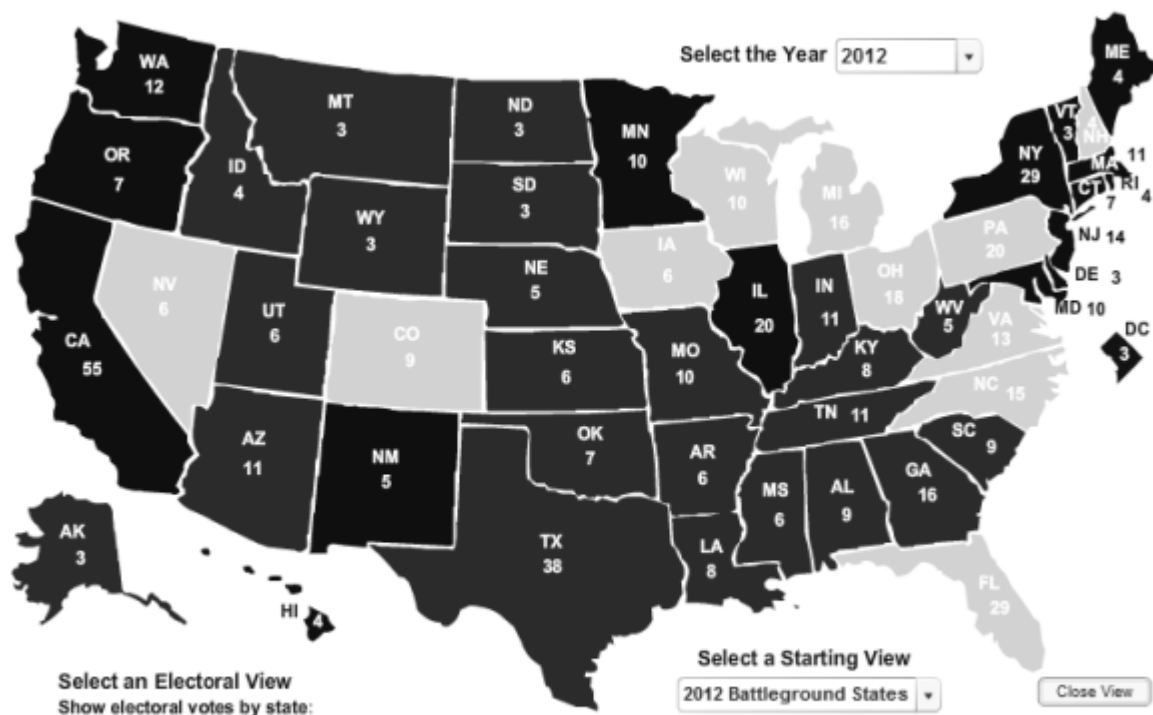 Select the Year 2012
WA
12
OR
7
CA
55
NV
6
ID
4
MT
3
WY
3
UT
6
AZ
11
CO
9
NM
5
ND
3
SD
3
NE
5
KS
6
OK
7
TX
38
MN
10
IA
6
MO
10
AR
6
LA
8
WI
10
IL
20
MI
16
IN
11
OH
18
KY
8
TN 11
MS
6
AL
9
GA
16
FL
29
SC
9
NC 15
VA
13
WV
5
PA
20
NY
29
VT
3
4
NH
ME
4
MA 11
RI
4
CT
7
NJ 14
DE 3
MD 10
DC
3
AK
3
HI
4
Select an Electoral View
Show electoral votes by state:
Select a Starting View
2012 Battleground States
Close View